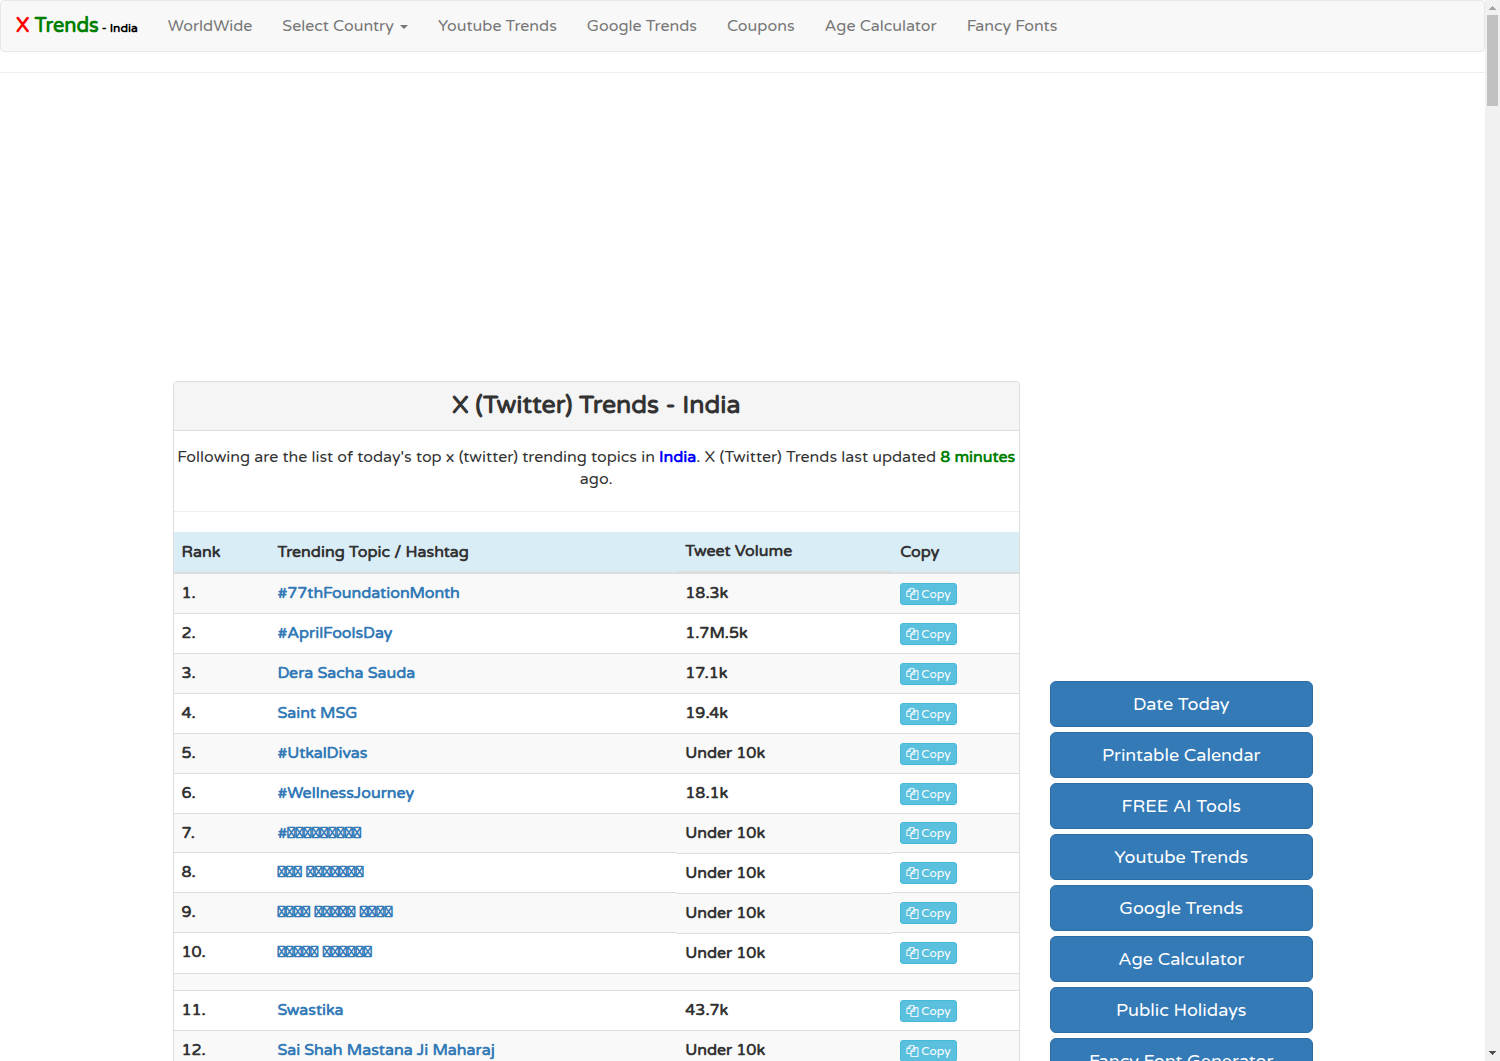 X Trends - India
WorldWide
Select Country
Youtube Trends
Google Trends
Coupons
Age Calculator
Fancy Fonts
X (Twitter) Trends - India
Following are the list of today's top x (twitter) trending topics in India. X (Twitter) Trends last updated 8 minutes
ago.
Rank Trending Topic / Hashtag Tweet Volume Copy
1. #77thFoundationMonth 18.3k Copy
2. #AprilFoolsDay 1.7M.5k Copy
3. Dera Sacha Sauda 17.1k Copy
4. Saint MSG 19.4k Copy
5. #UtkalDivas Under 10k Copy
6. #WellnessJourney 18.1k Copy
7. # Under 10k Copy
8. Under 10k Copy
9. Under 10k Copy
10. Under 10k Copy
11. Swastika 43.7k Copy
12. Sai Shah Mastana Ji Maharaj Under 10k Copy
Date Today
Printable Calendar
FREE AI Tools
Youtube Trends
Google Trends
Age Calculator
Public Holidays
Fancy Font Generator